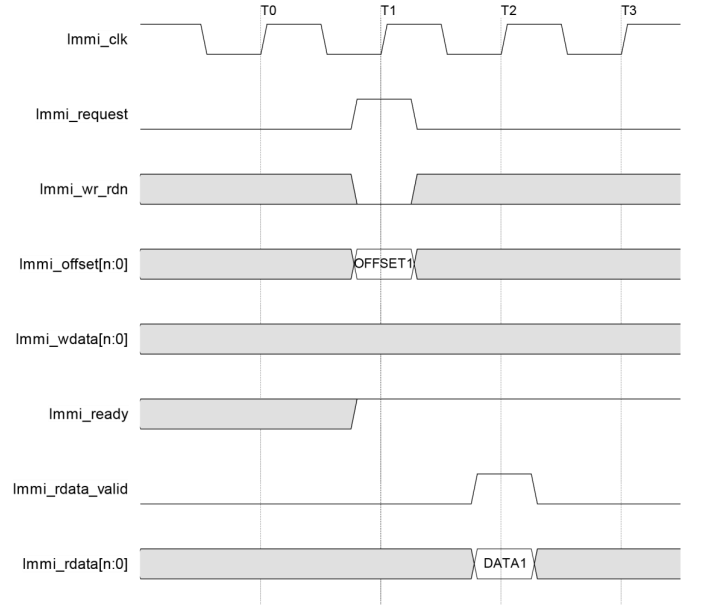 T0 T1 T2 T3
lmmi_clk
lmmi_request
lmmi_wr_rdn
lmmi_offset[n:0] OFFSET1
lmmi_wdata[n:0]
lmmi_ready
lmmi_rdata_valid
lmmi_rdata[n:0] DATA1